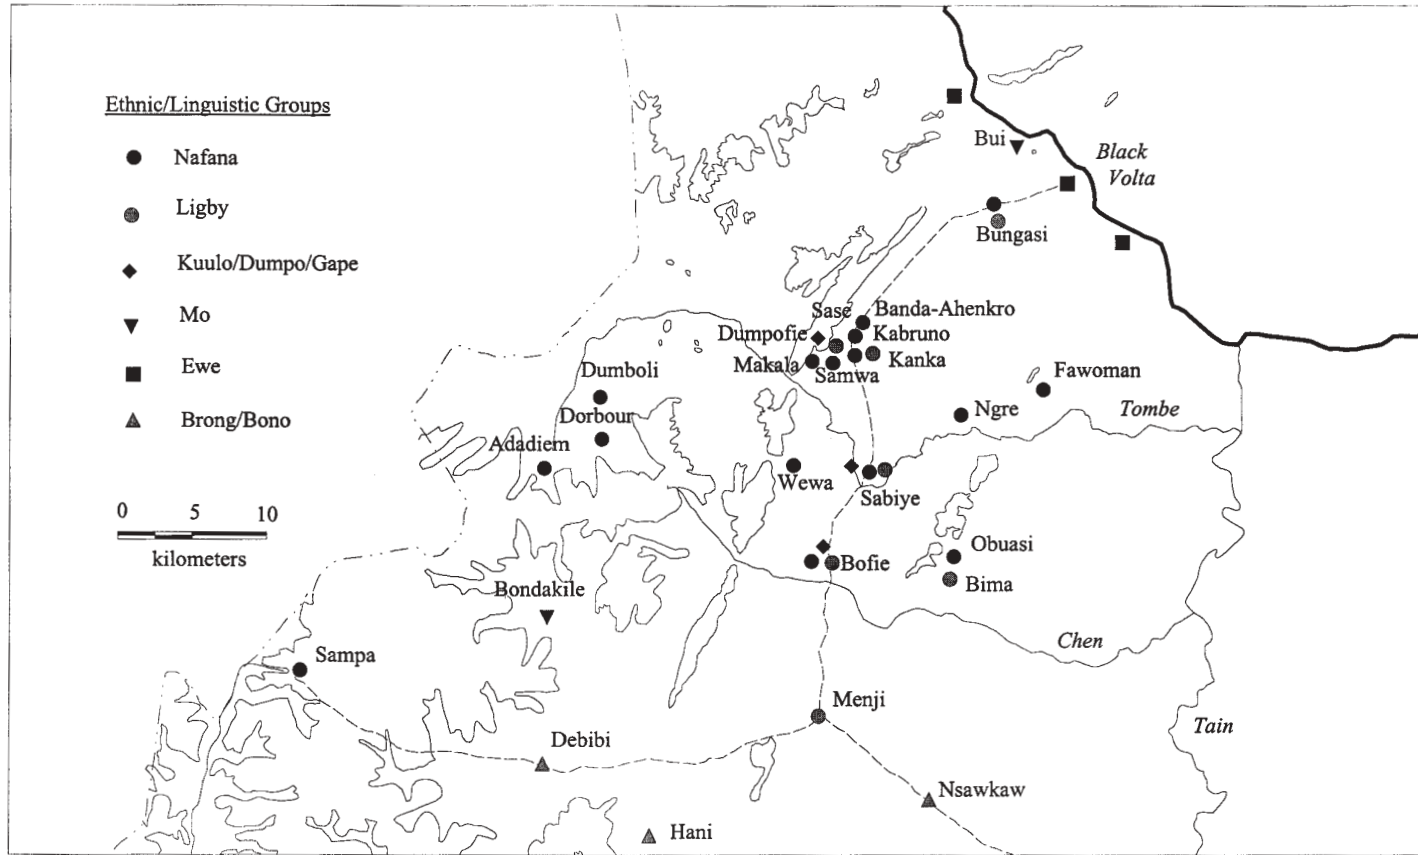 Ethnic/Linguistic Groups
Nafana
Ligby
Kuulo/Dumpo/Gape
Mo
Ewe
Brong/Bono
0 5 10
kilometers
Bui
Black
Volta
Bungasi
Sase
Banda-Ahenkro
Dumpofie
Kabruno
Makala
Samwa
Kanka
Dumboli
Fawoman
Dorbour
Ngre
Tombe
Adadiem
Wewa
Sabiye
Obuasi
Bofie
Bima
Bondakile
Chen
Sampa
Menji
Tain
Debibi
Nsawkaw
Hani